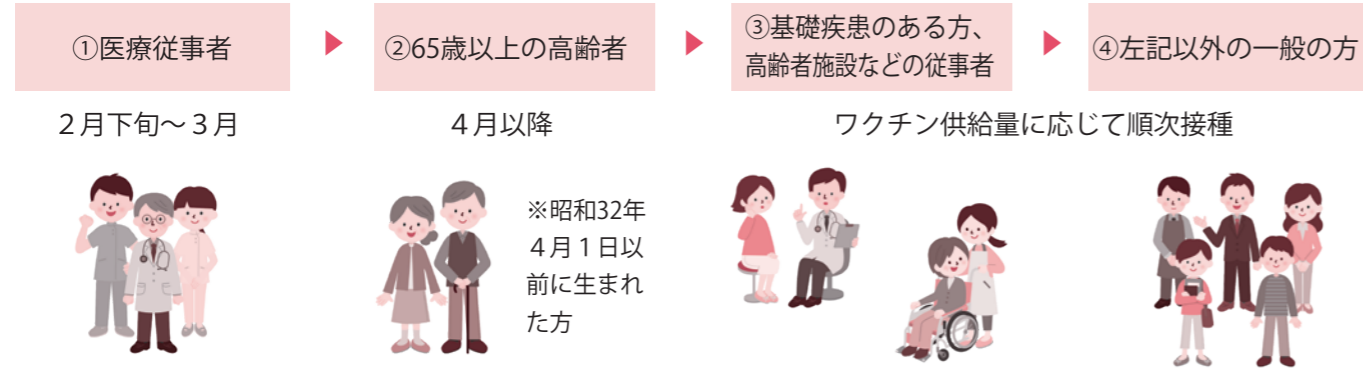 ①医療従事者
２月下旬～３月
②65歳以上の高齢者
４月以降
※昭和32年
４月１日以
前に生まれ
た方
③基礎疾患のある方、
高齢者施設などの従事者
④左記以外の一般の方
ワクチン供給量に応じて順次接種